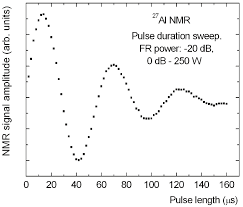 NMR signal amplitude (arb. units)
²⁷Al NMR
Pulse duration sweep.
FR power: -20 dB,
0 dB - 250 W
0 20 40 60 80 100 120 140 160
Pulse length (μs)